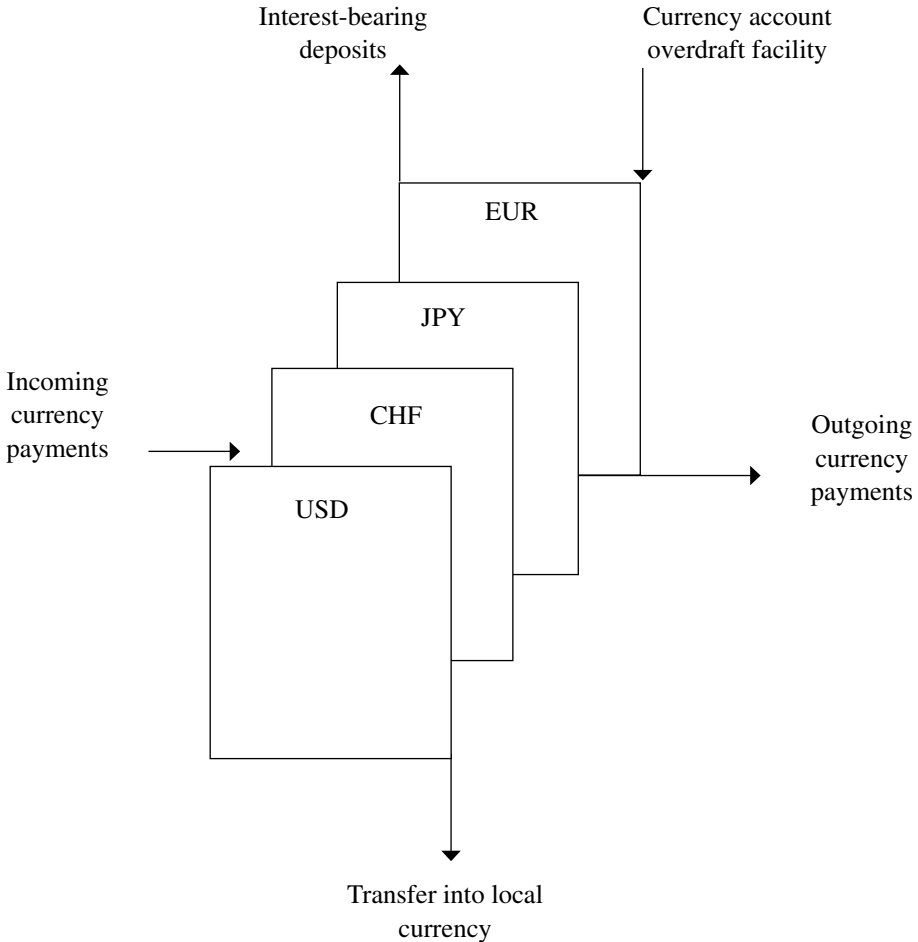 Interest-bearing
deposits
Currency account
overdraft facility
EUR
JPY
Incoming
currency
payments
CHF
Outgoing
currency
payments
USD
Transfer into local
currency